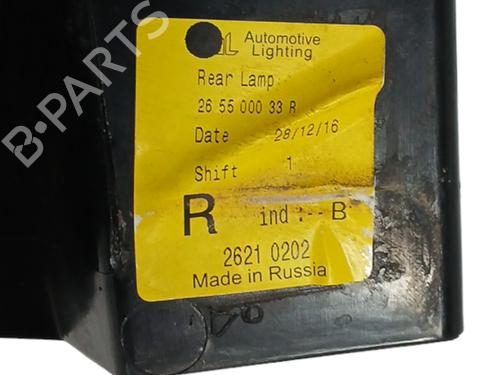 AL Automotive
Lighting
Rear Lamp
26 55 000 33 R
Date 28/12/16
Shift 1
R ind :-- B
2621 0202
Made in Russia
B-PARTS